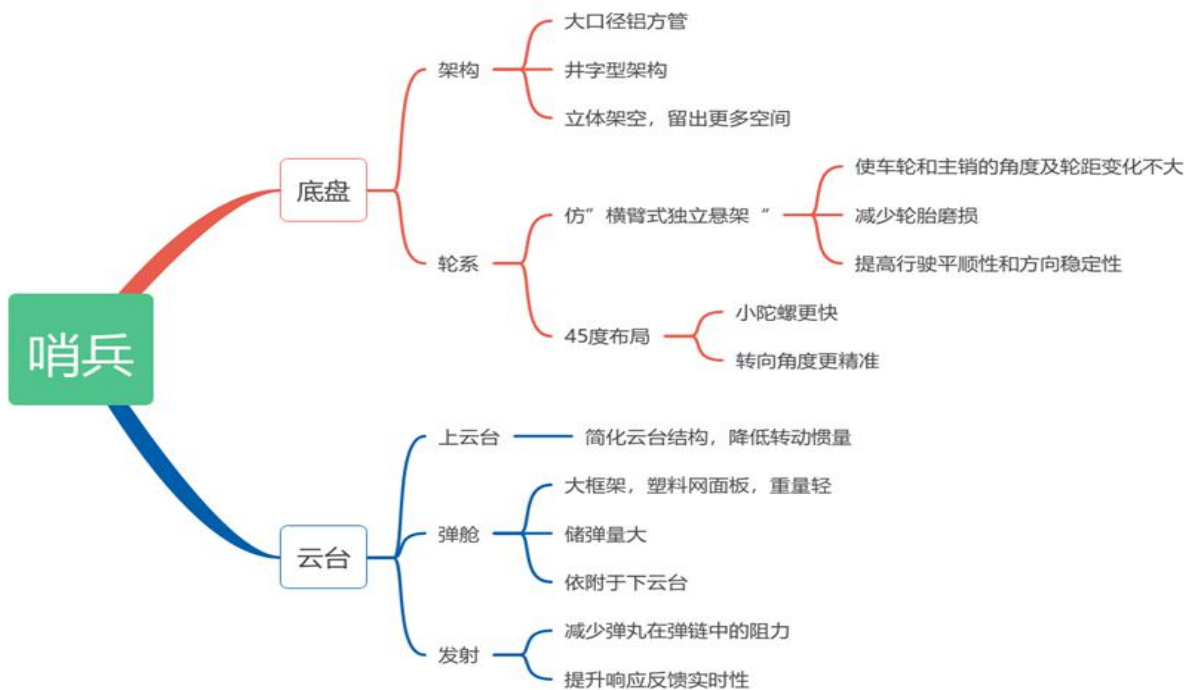 哨兵
底盘
架构
大口径铝方管
井字型架构
立体架空，留出更多空间
轮系
仿”横臂式独立悬架“
使车轮和主销的角度及轮距变化不大
减少轮胎磨损
提高行驶平顺性和方向稳定性
45度布局
小陀螺更快
转向角度更精准
云台
上云台
简化云台结构，降低转动惯量
弹舱
大框架，塑料网面板，重量轻
储弹量大
依附于下云台
发射
减少弹丸在弹链中的阻力
提升响应反馈实时性